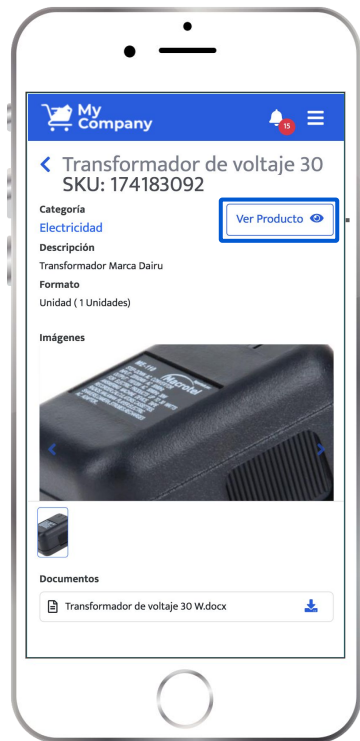 My
Company
15
Transformador de voltaje 30
SKU: 174183092
Categoría
Ver Producto
Electricidad
Descripción
Transformador Marca Dairu
Formato
Unidad ( 1 Unidades)
Imágenes
Macrotel
Documentos
Transformador de voltaje 30 W.docx